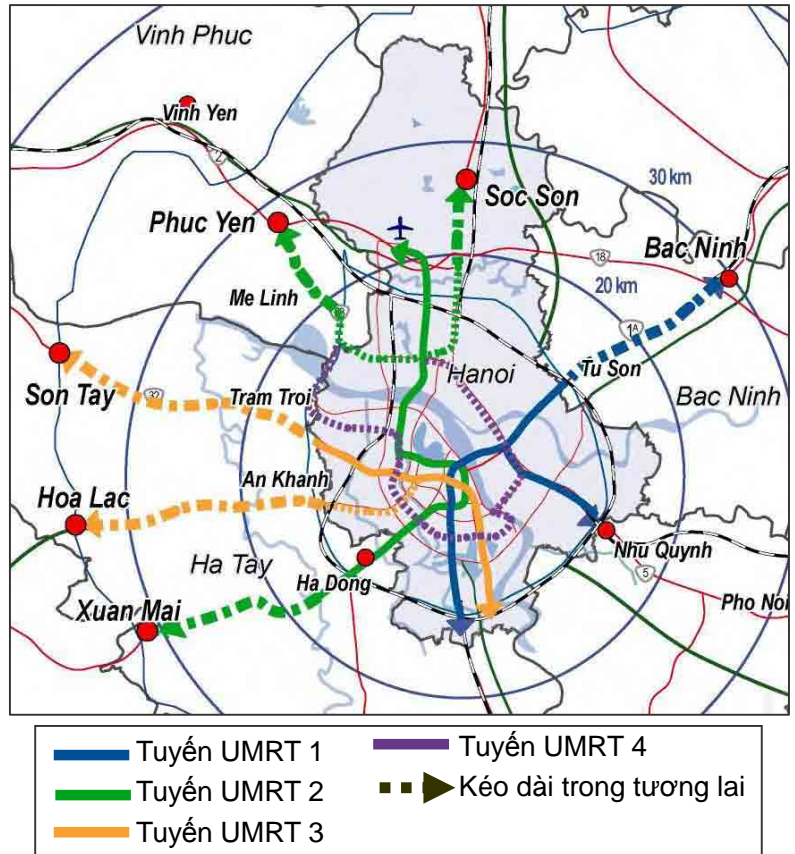 Vinh Phuc
Vinh Yen
2
30 km
Soc Son
Phuc Yen
Bac Ninh
18
20 km
Me Linh
23
1A
Tu Son
Hanoi
Son Tay
32
Tram Troi
Bac Ninh
An Khanh
Hoa Lac
Nhu Quynh
Ha Tay
Ha Dong
5
Xuan Mai
Pho Noi
Tuyến UMRT 1
Tuyến UMRT 4
Tuyến UMRT 2
Kéo dài trong tương lai
Tuyến UMRT 3